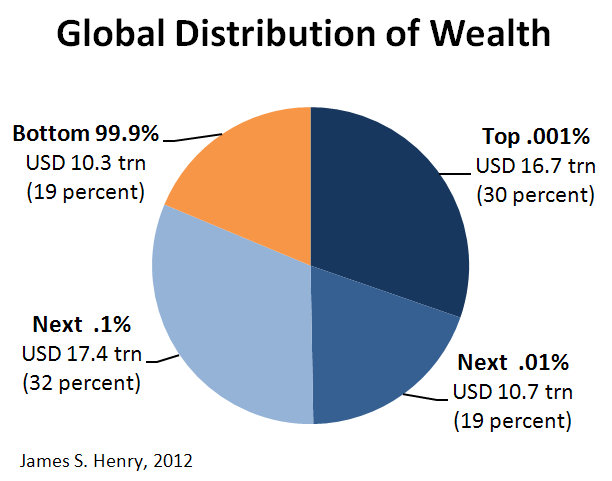 Global Distribution of Wealth
Bottom 99.9%
USD 10.3 trn
(19 percent)
Top .001%
USD 16.7 trn
(30 percent)
Next .1%
USD 17.4 trn
(32 percent)
Next .01%
USD 10.7 trn
(19 percent)
James S. Henry, 2012